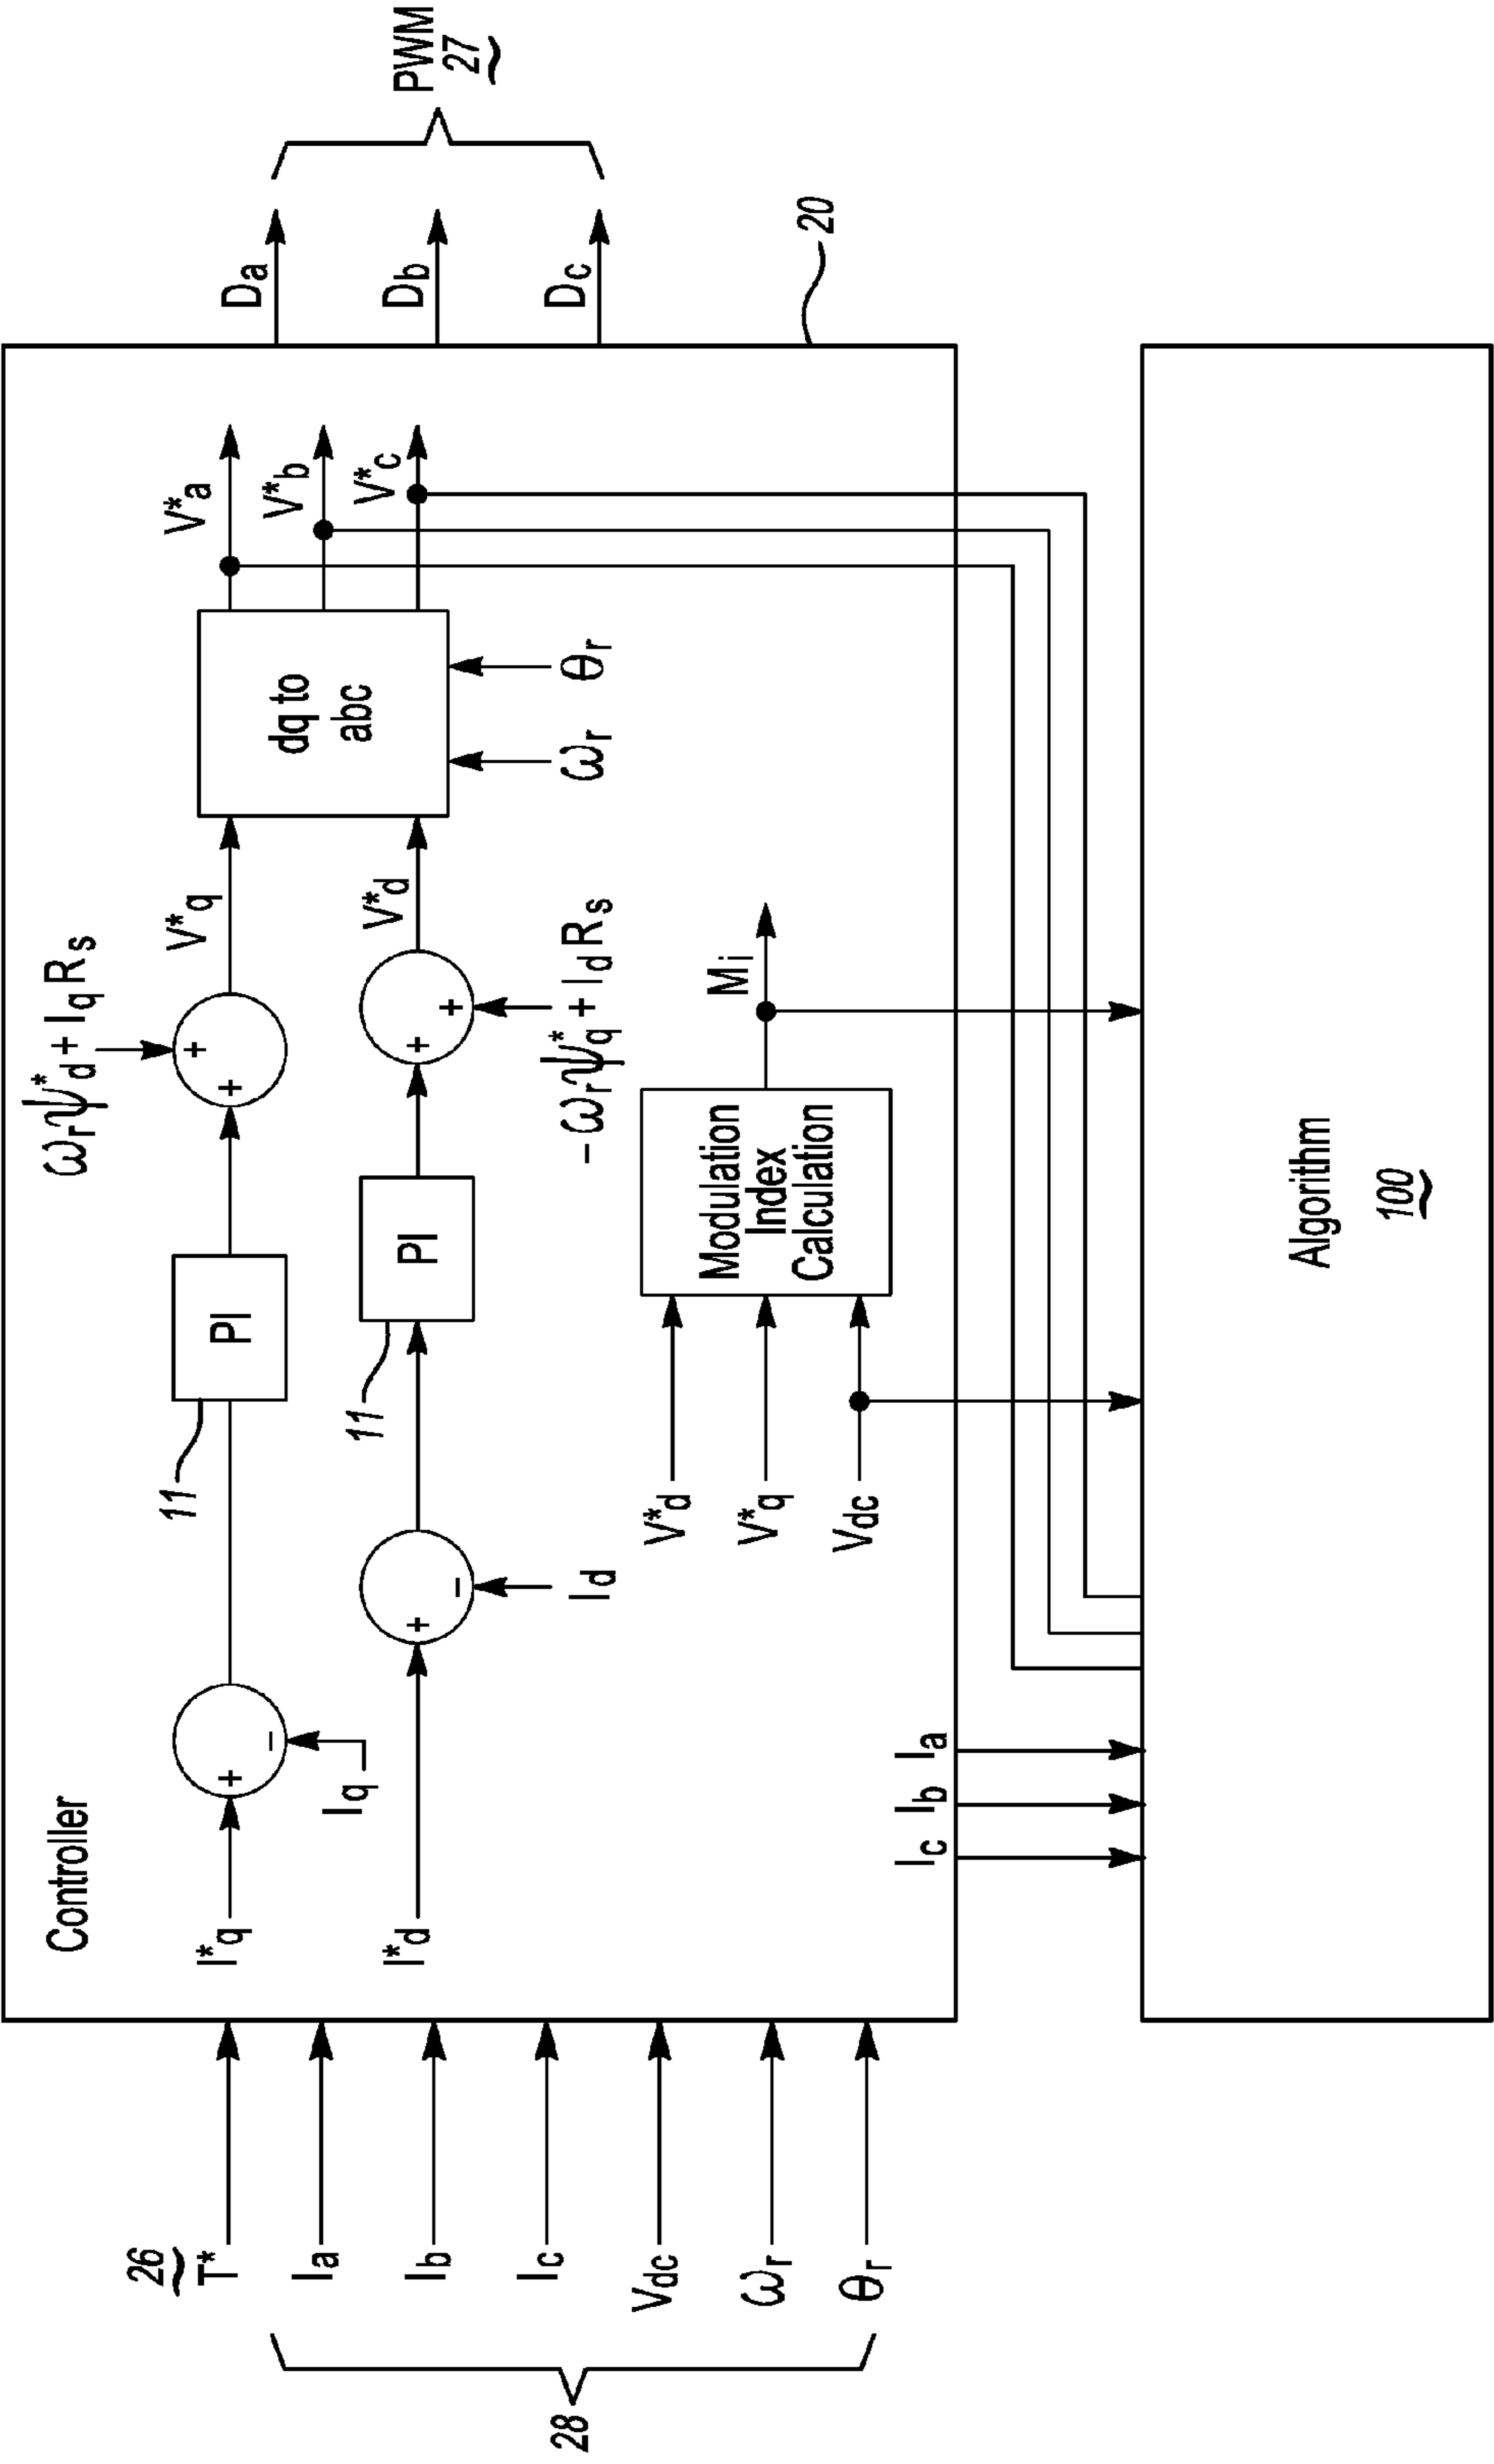 Controller
26
T*
Ia
Ib
Ic
Vdc
ωr
θr
28
I*q
Iq
+
-
11
PI
ωrψ*d + IqRs
+
+
V*q
I*d
Id
+
-
11
PI
- ωrψ*q + IdRs
+
+
V*d
dq to
abc
ωr
θr
V*a
V*b
V*c
Da
Db
Dc
PWM
27
V*d
V*q
Vdc
Modulation
Index
Calculation
Mi
20
Ic
Ib
Ia
Algorithm
100